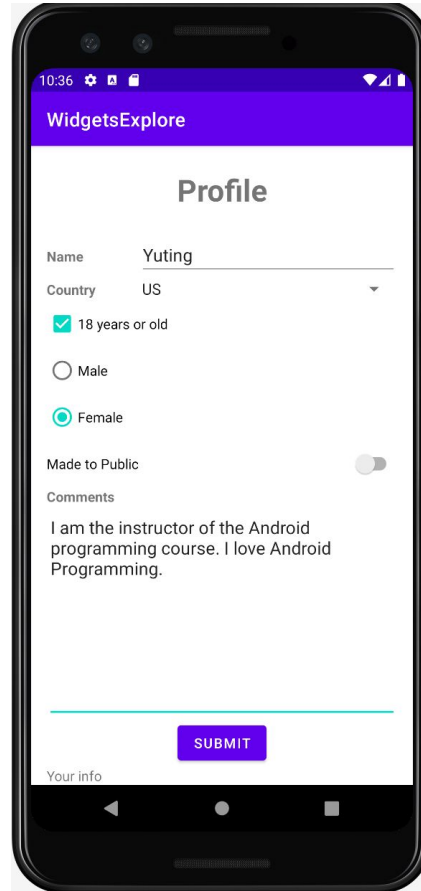 10:36
WidgetsExplore
Profile
Name Yuting
Country US
18 years or old
Male
Female
Made to Public
Comments
I am the instructor of the Android
programming course. I love Android
Programming.
SUBMIT
Your info